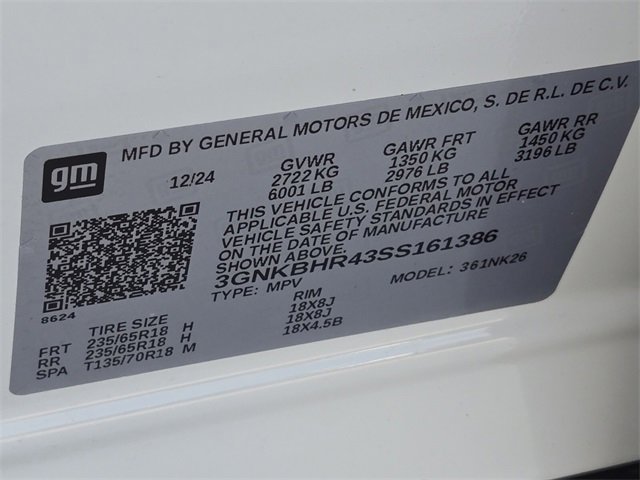 gm
MFD BY GENERAL MOTORS DE MEXICO, S. DE R.L. DE C.V.
12/24 GVWR GAWR FRT GAWR RR
2722 KG 1350 KG 1450 KG
6001 LB 2976 LB 3196 LB
THIS VEHICLE CONFORMS TO ALL
APPLICABLE U.S. FEDERAL MOTOR
VEHICLE SAFETY STANDARDS IN EFFECT
ON THE DATE OF MANUFACTURE
SHOWN ABOVE.
3GNKBHR43SS161386
TYPE: MPV MODEL: 361NK26
8624
TIRE SIZE RIM
FRT 235/65R18 H 18X8J
RR 235/65R18 H 18X8J
SPA T135/70R18 M 18X4.5B